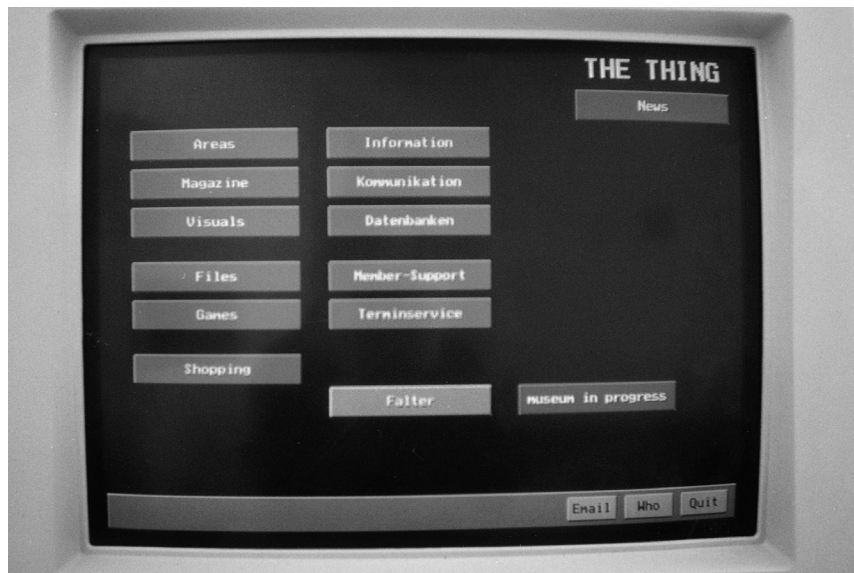 THE THING
News
Areas
Information
Magazine
Kommunikation
Visuals
Datenbanken
Files
Member-Support
Games
Terminservice
Shopping
Falter
museum in progress
Email
Who
Quit